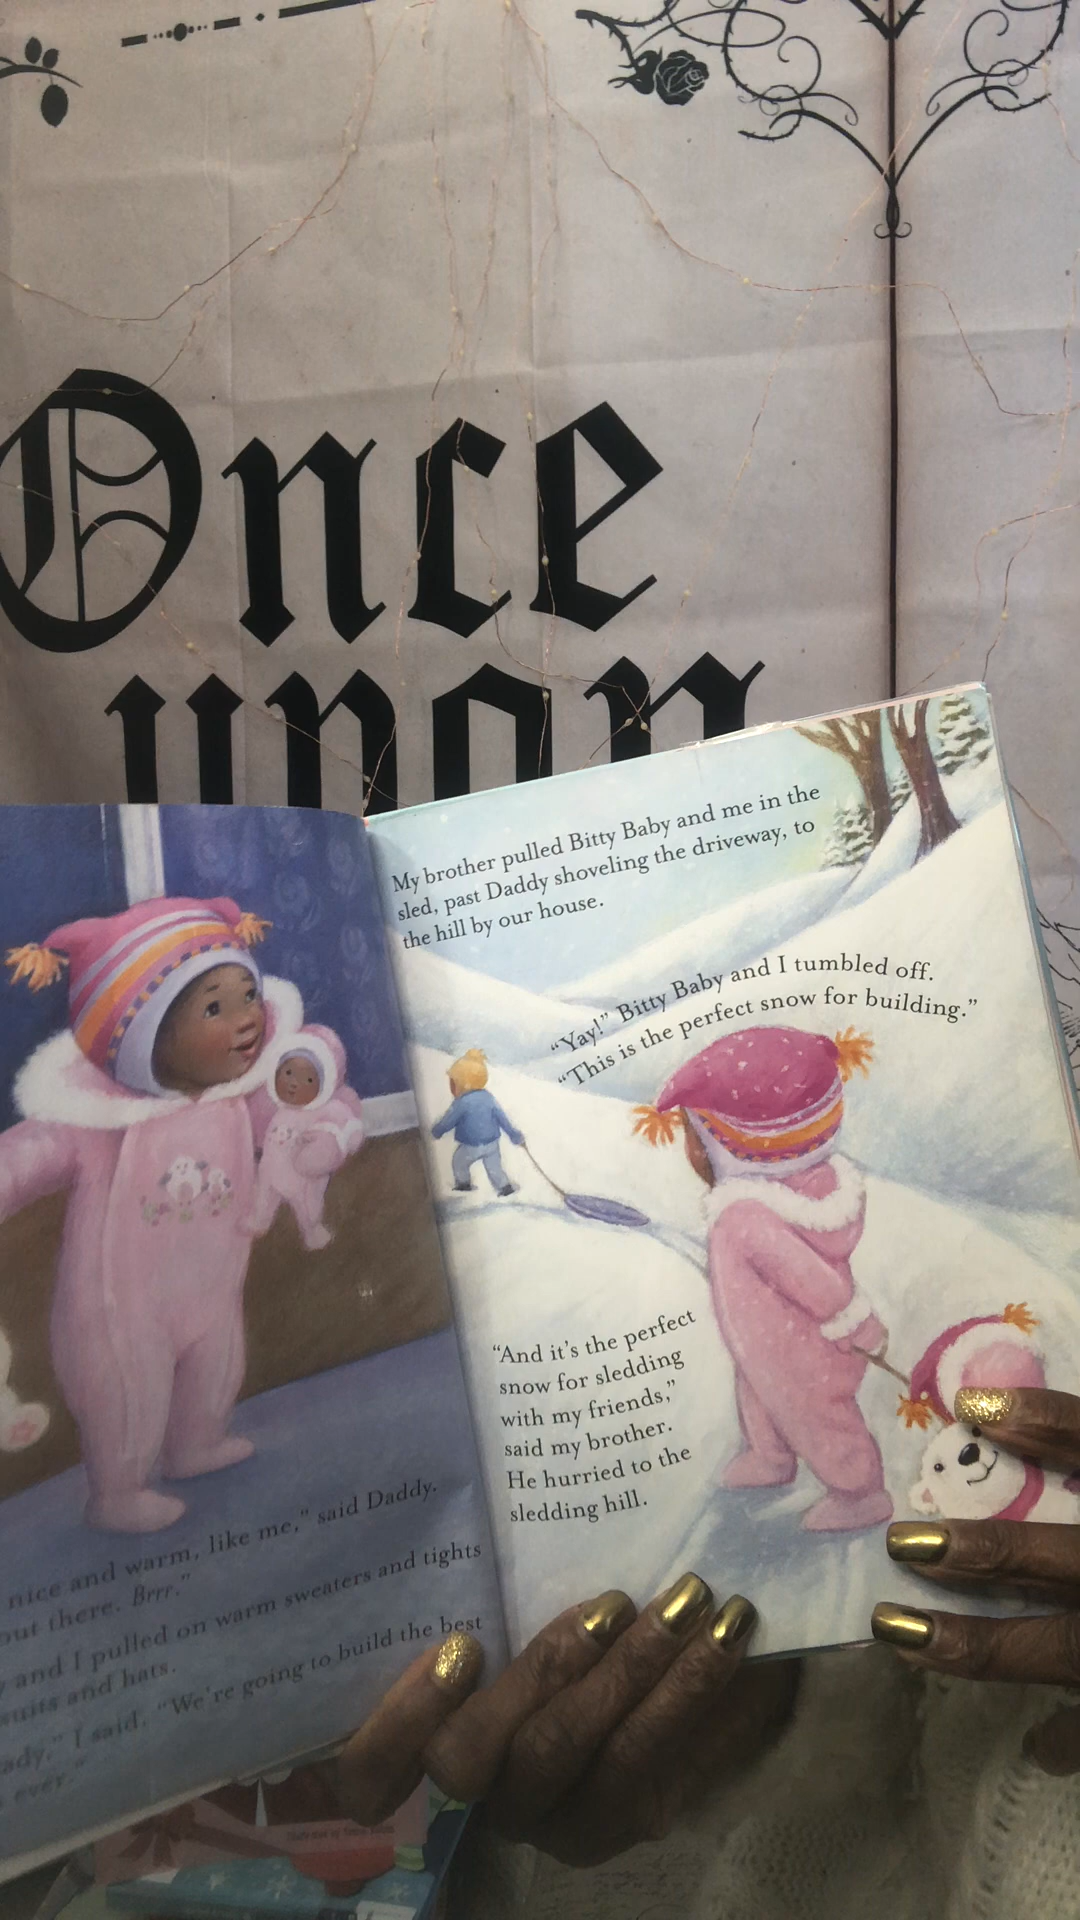 Once
upon
nice and warm, like me," said Daddy.
out there. Brrr."
and I pulled on warm sweaters and tights
suits and hats.
I said. "We're going to build the best
ever."
My brother pulled Bitty Baby and me in the
sled, past Daddy shoveling the driveway, to
the hill by our house.
"Yay!" Bitty Baby and I tumbled off.
"This is the perfect snow for building."
"And it's the perfect
snow for sledding
with my friends,"
said my brother.
He hurried to the
sledding hill.